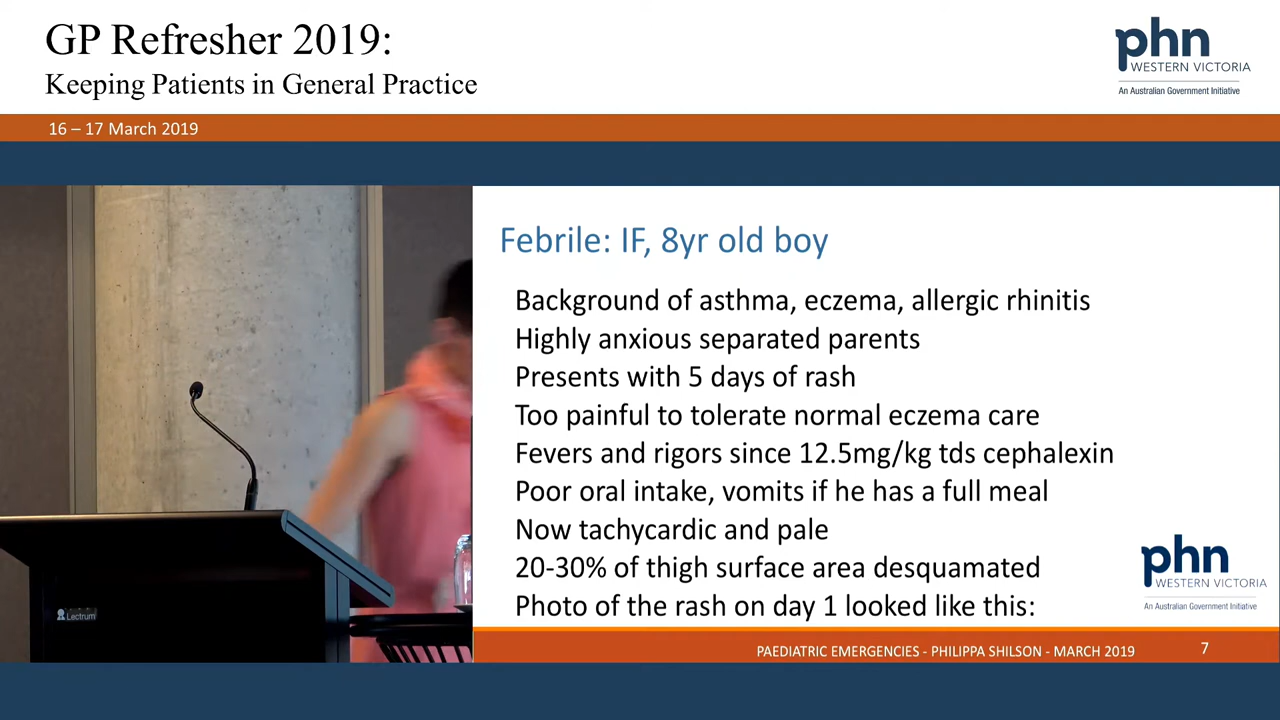 GP Refresher 2019:
Keeping Patients in General Practice
phn
WESTERN VICTORIA
An Australian Government Initiative
16 – 17 March 2019
Febrile: IF, 8yr old boy
Background of asthma, eczema, allergic rhinitis
Highly anxious separated parents
Presents with 5 days of rash
Too painful to tolerate normal eczema care
Fevers and rigors since 12.5mg/kg tds cephalexin
Poor oral intake, vomits if he has a full meal
Now tachycardic and pale
20-30% of thigh surface area desquamated
Photo of the rash on day 1 looked like this:
phn
WESTERN VICTORIA
An Australian Government Initiative
Lectrum
PAEDIATRIC EMERGENCIES - PHILIPPA SHILSON - MARCH 2019
7